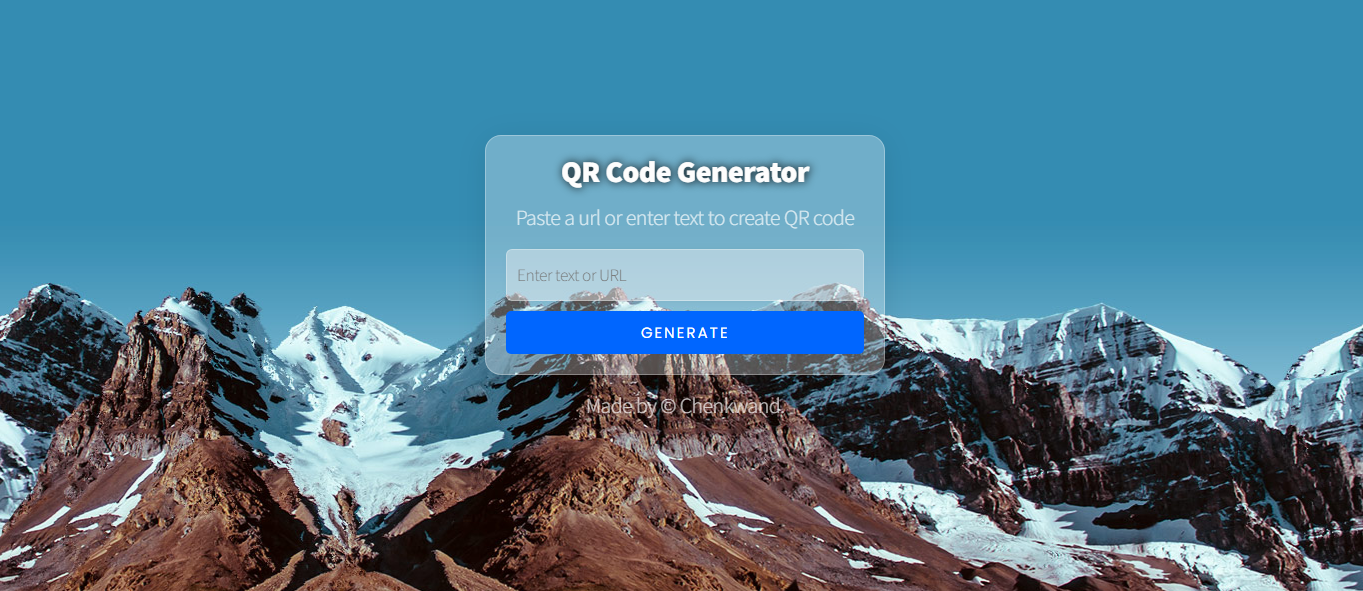 QR Code Generator
Paste a url or enter text to create QR code
Enter text or URL
GENERATE
Made by © Chenkwand.